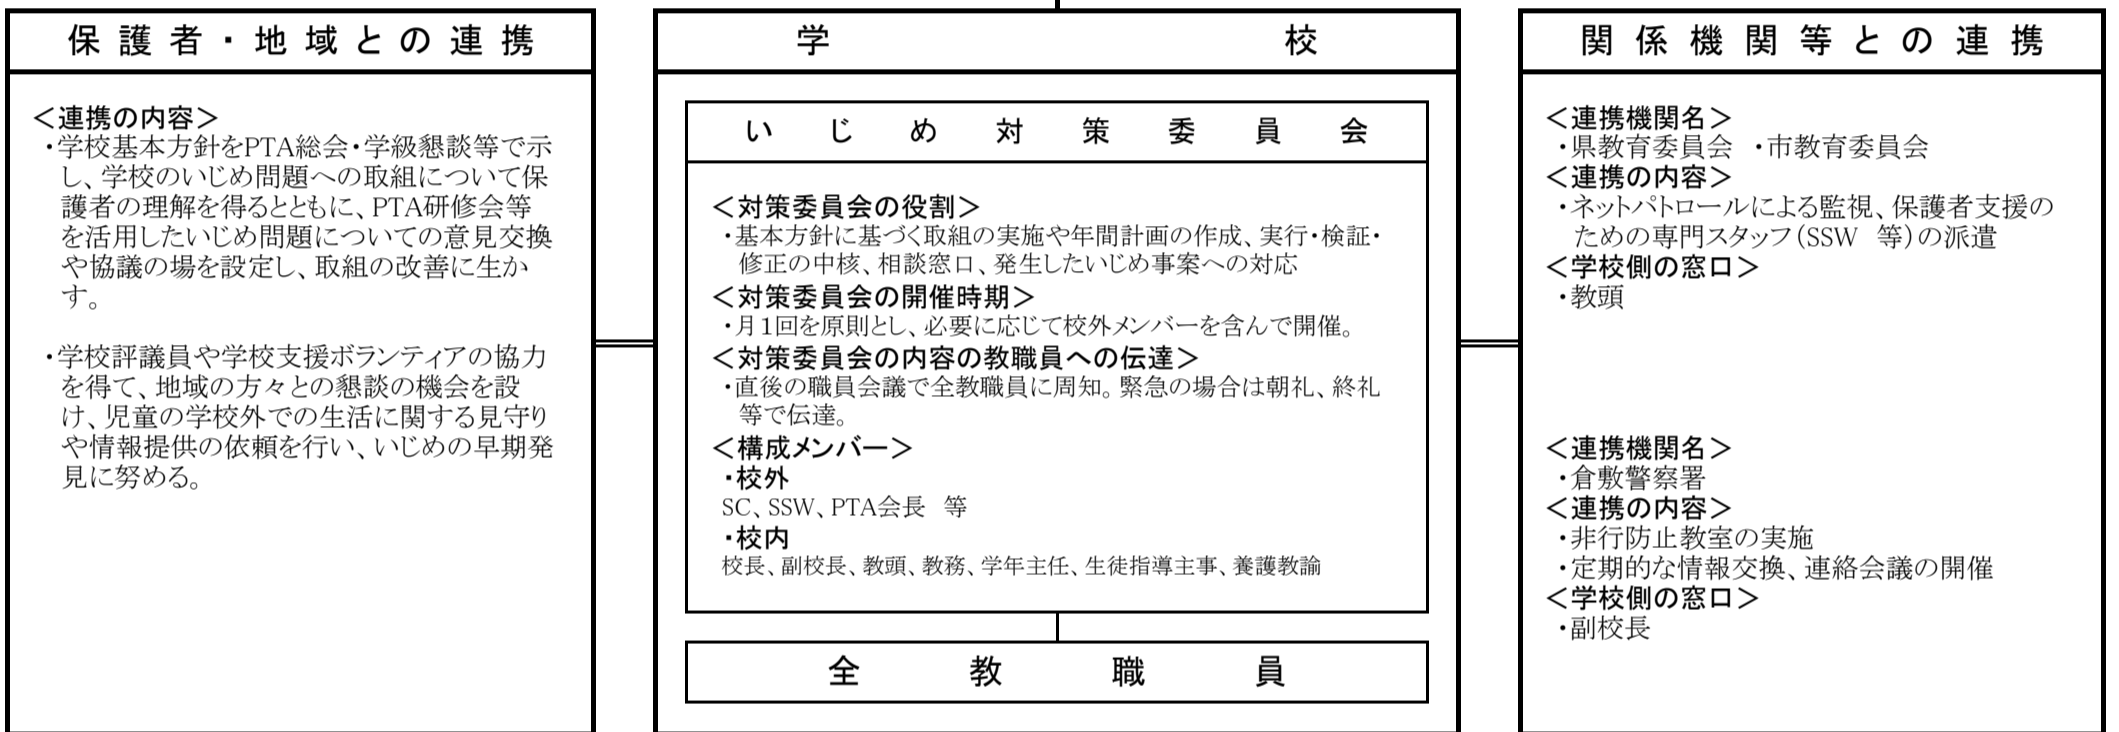 保護者・地域との連携
＜連携の内容＞
・学校基本方針をPTA総会・学級懇談等で示
し、学校のいじめ問題への取組について保
護者の理解を得るとともに、PTA研修会等
を活用したいじめ問題についての意見交換
や協議の場を設定し、取組の改善に生か
す。
・学校評議員や学校支援ボランティアの協力
を得て、地域の方々との懇談の機会を設
け、児童の学校外での生活に関する見守り
や情報提供の依頼を行い、いじめの早期発
見に努める。
学校
いじめ対策委員会
＜対策委員会の役割＞
・基本方針に基づく取組の実施や年間計画の作成、実行・検証・
修正の中核、相談窓口、発生したいじめ事案への対応
＜対策委員会の開催時期＞
・月１回を原則とし、必要に応じて校外メンバーを含んで開催。
＜対策委員会の内容の教職員への伝達＞
・直後の職員会議で全教職員に周知。緊急の場合は朝礼、終礼
等で伝達。
＜構成メンバー＞
・校外
SC、SSW、PTA会長　等
・校内
校長、副校長、教頭、教務、学年主任、生徒指導主事、養護教諭
全教職員
関係機関等との連携
＜連携機関名＞
・県教育委員会　・市教育委員会
＜連携の内容＞
・ネットパトロールによる監視、保護者支援の
ための専門スタッフ（SSW　等）の派遣
＜学校側の窓口＞
・教頭
＜連携機関名＞
・倉敷警察署
＜連携の内容＞
・非行防止教室の実施
・定期的な情報交換、連絡会議の開催
＜学校側の窓口＞
・副校長